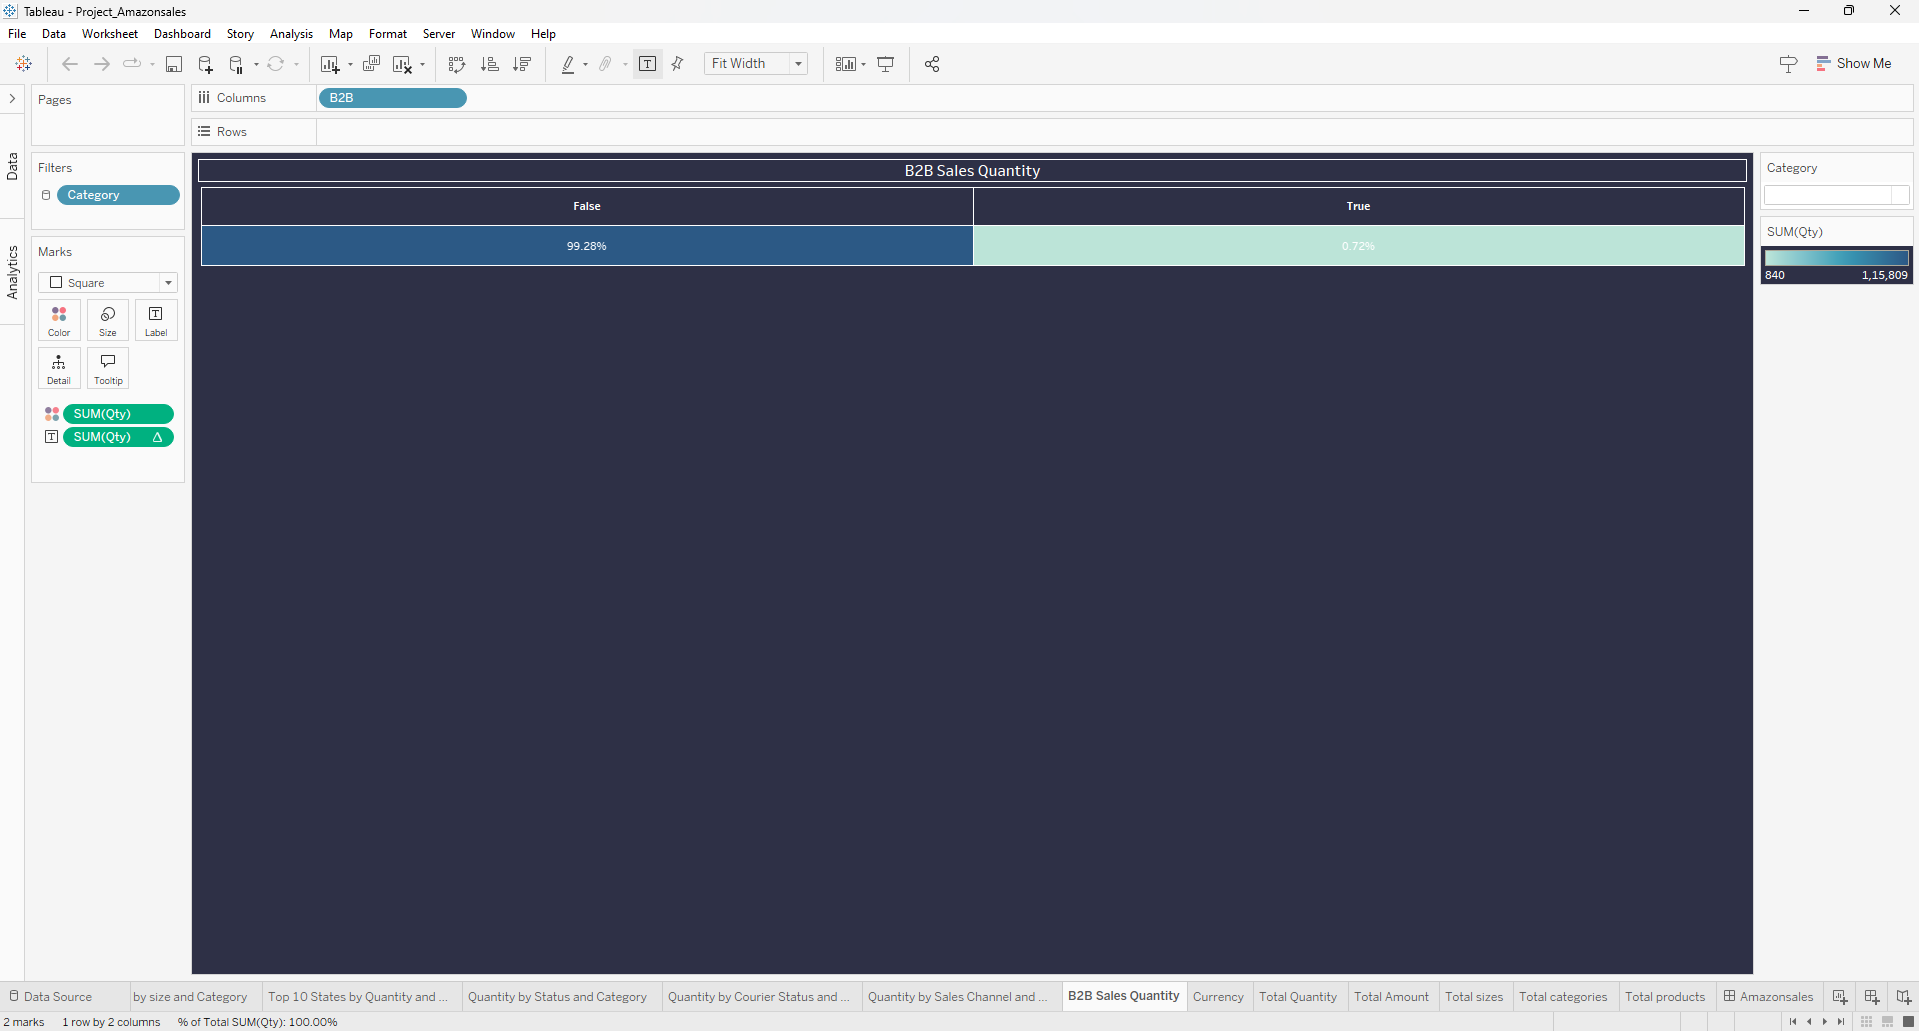 Tableau - Project_Amazonsales
File Data Worksheet Dashboard Story Analysis Map Format Server Window Help
Fit Width
Show Me
Pages
Columns B2B
Rows
Data
Analytics
Filters
Category
Marks
Square
Color Size Label
Detail Tooltip
SUM(Qty)
SUM(Qty) Δ
B2B Sales Quantity
False True
99.28% 0.72%
Category
SUM(Qty)
840 1,15,809
Data Source by size and Category Top 10 States by Quantity and ... Quantity by Status and Category Quantity by Courier Status and ... Quantity by Sales Channel and ... B2B Sales Quantity Currency Total Quantity Total Amount Total sizes Total categories Total products Amazonsales
2 marks 1 row by 2 columns % of Total SUM(Qty): 100.00%